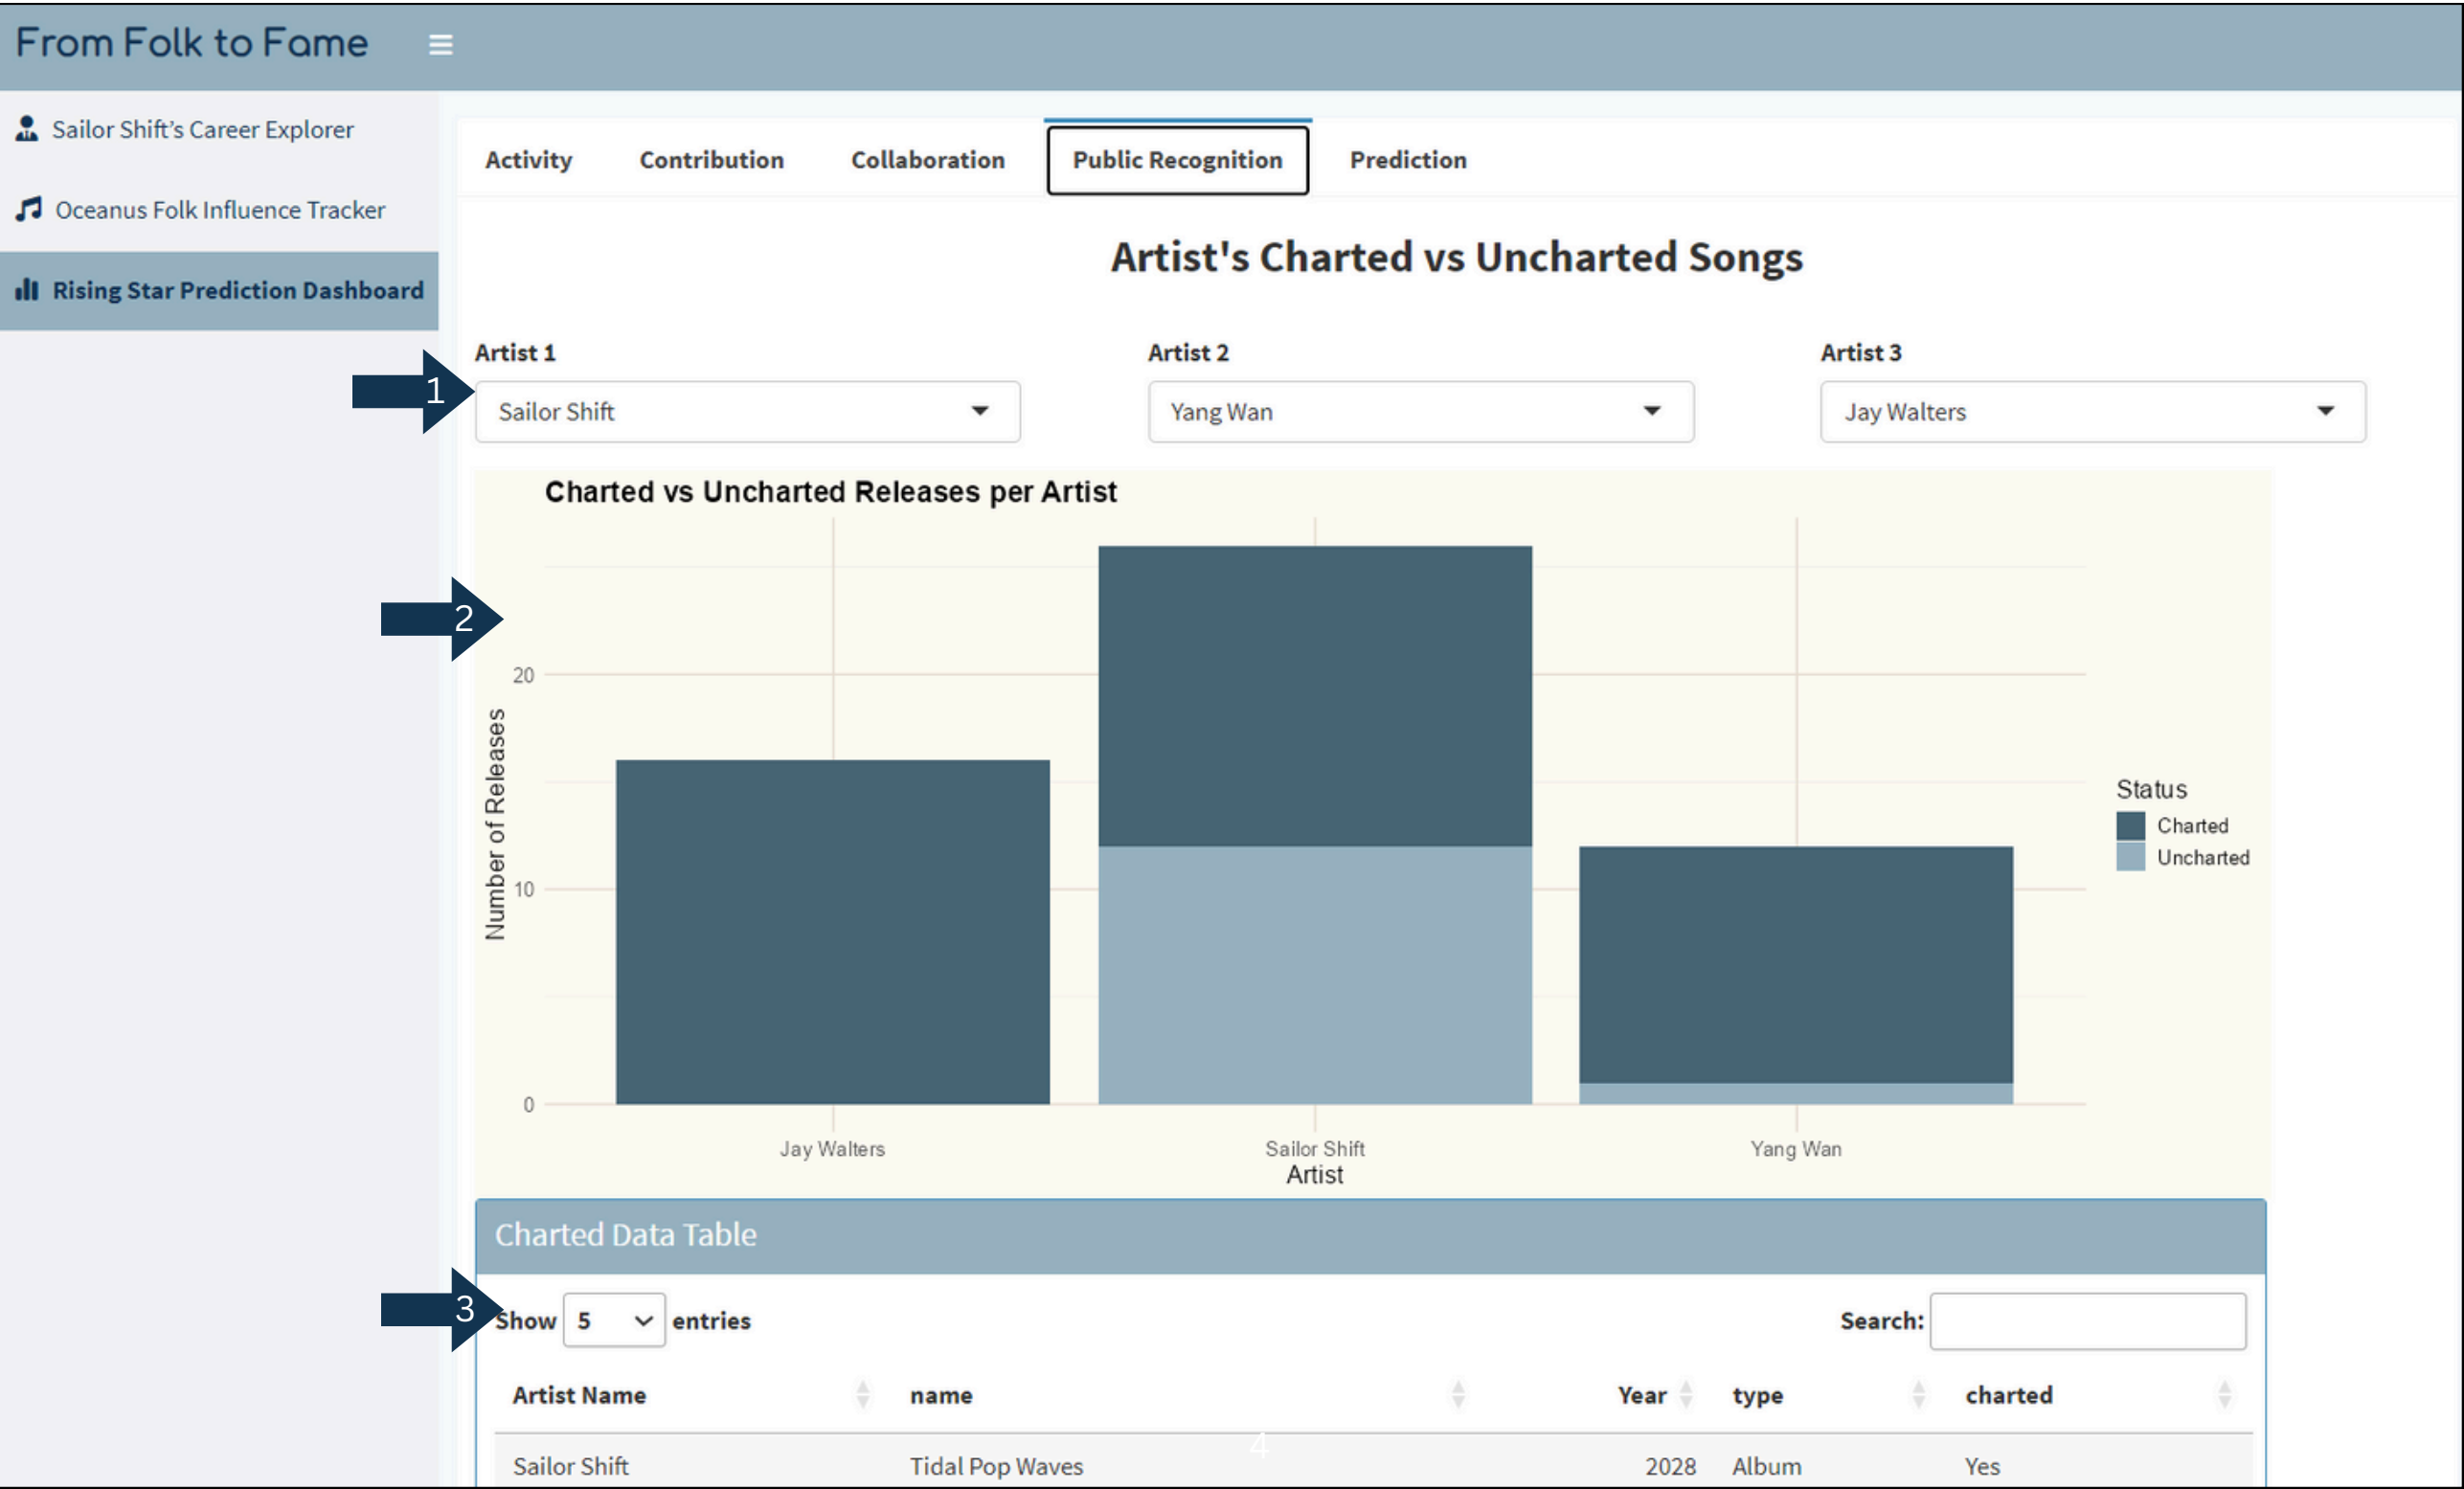 From Folk to Fame
Sailor Shift's Career Explorer
Oceanus Folk Influence Tracker
Rising Star Prediction Dashboard
Activity Contribution Collaboration Public Recognition Prediction
Artist's Charted vs Uncharted Songs
Artist 1 Artist 2 Artist 3
1
Sailor Shift Yang Wan Jay Walters
Charted vs Uncharted Releases per Artist
2
20
10
0
Number of Releases
Status
Charted
Uncharted
Jay Walters Sailor Shift Yang Wan
Artist
Charted Data Table
3
Show 5 entries Search:
Artist Name name Year type charted
4
Sailor Shift Tidal Pop Waves 2028 Album Yes